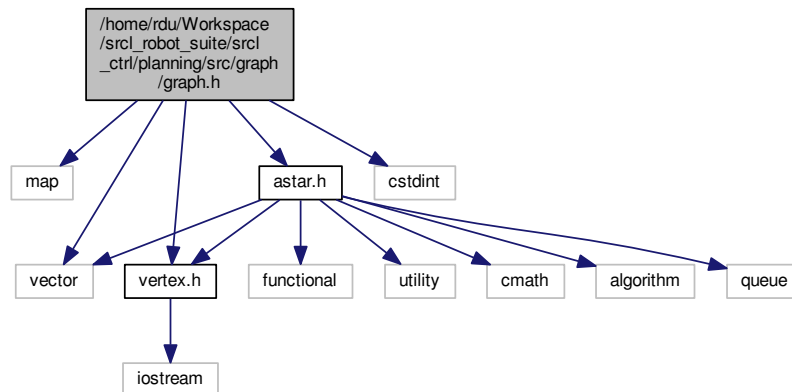 /home/rdu/Workspace
/srcl_robot_suite/srcl
_ctrl/planning/src/graph
/graph.h
map
astar.h
cstdint
vector
vertex.h
functional
utility
cmath
algorithm
queue
iostream